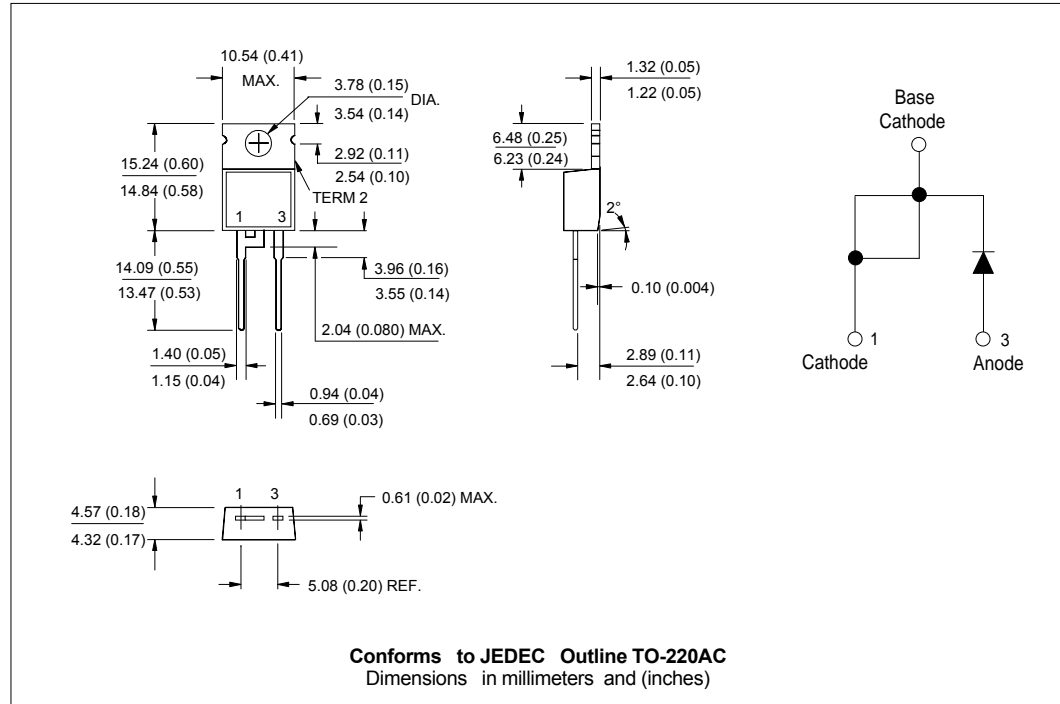 10.54 (0.41)
MAX.
3.78 (0.15)
3.54 (0.14)
DIA.
2.92 (0.11)
2.54 (0.10)
TERM 2
15.24 (0.60)
14.84 (0.58)
1 3
14.09 (0.55)
13.47 (0.53)
3.96 (0.16)
3.55 (0.14)
2.04 (0.080) MAX.
1.40 (0.05)
1.15 (0.04)
0.94 (0.04)
0.69 (0.03)
1.32 (0.05)
1.22 (0.05)
6.48 (0.25)
6.23 (0.24)
2°
0.10 (0.004)
2.89 (0.11)
2.64 (0.10)
Base
Cathode
1
Cathode
3
Anode
1 3
0.61 (0.02) MAX.
4.57 (0.18)
4.32 (0.17)
5.08 (0.20) REF.
Conforms to JEDEC Outline TO-220AC
Dimensions in millimeters and (inches)